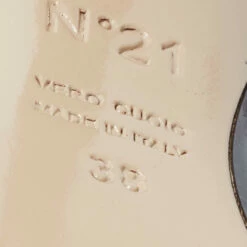 N°21
VERO CUOIO
MADE IN ITALY
38